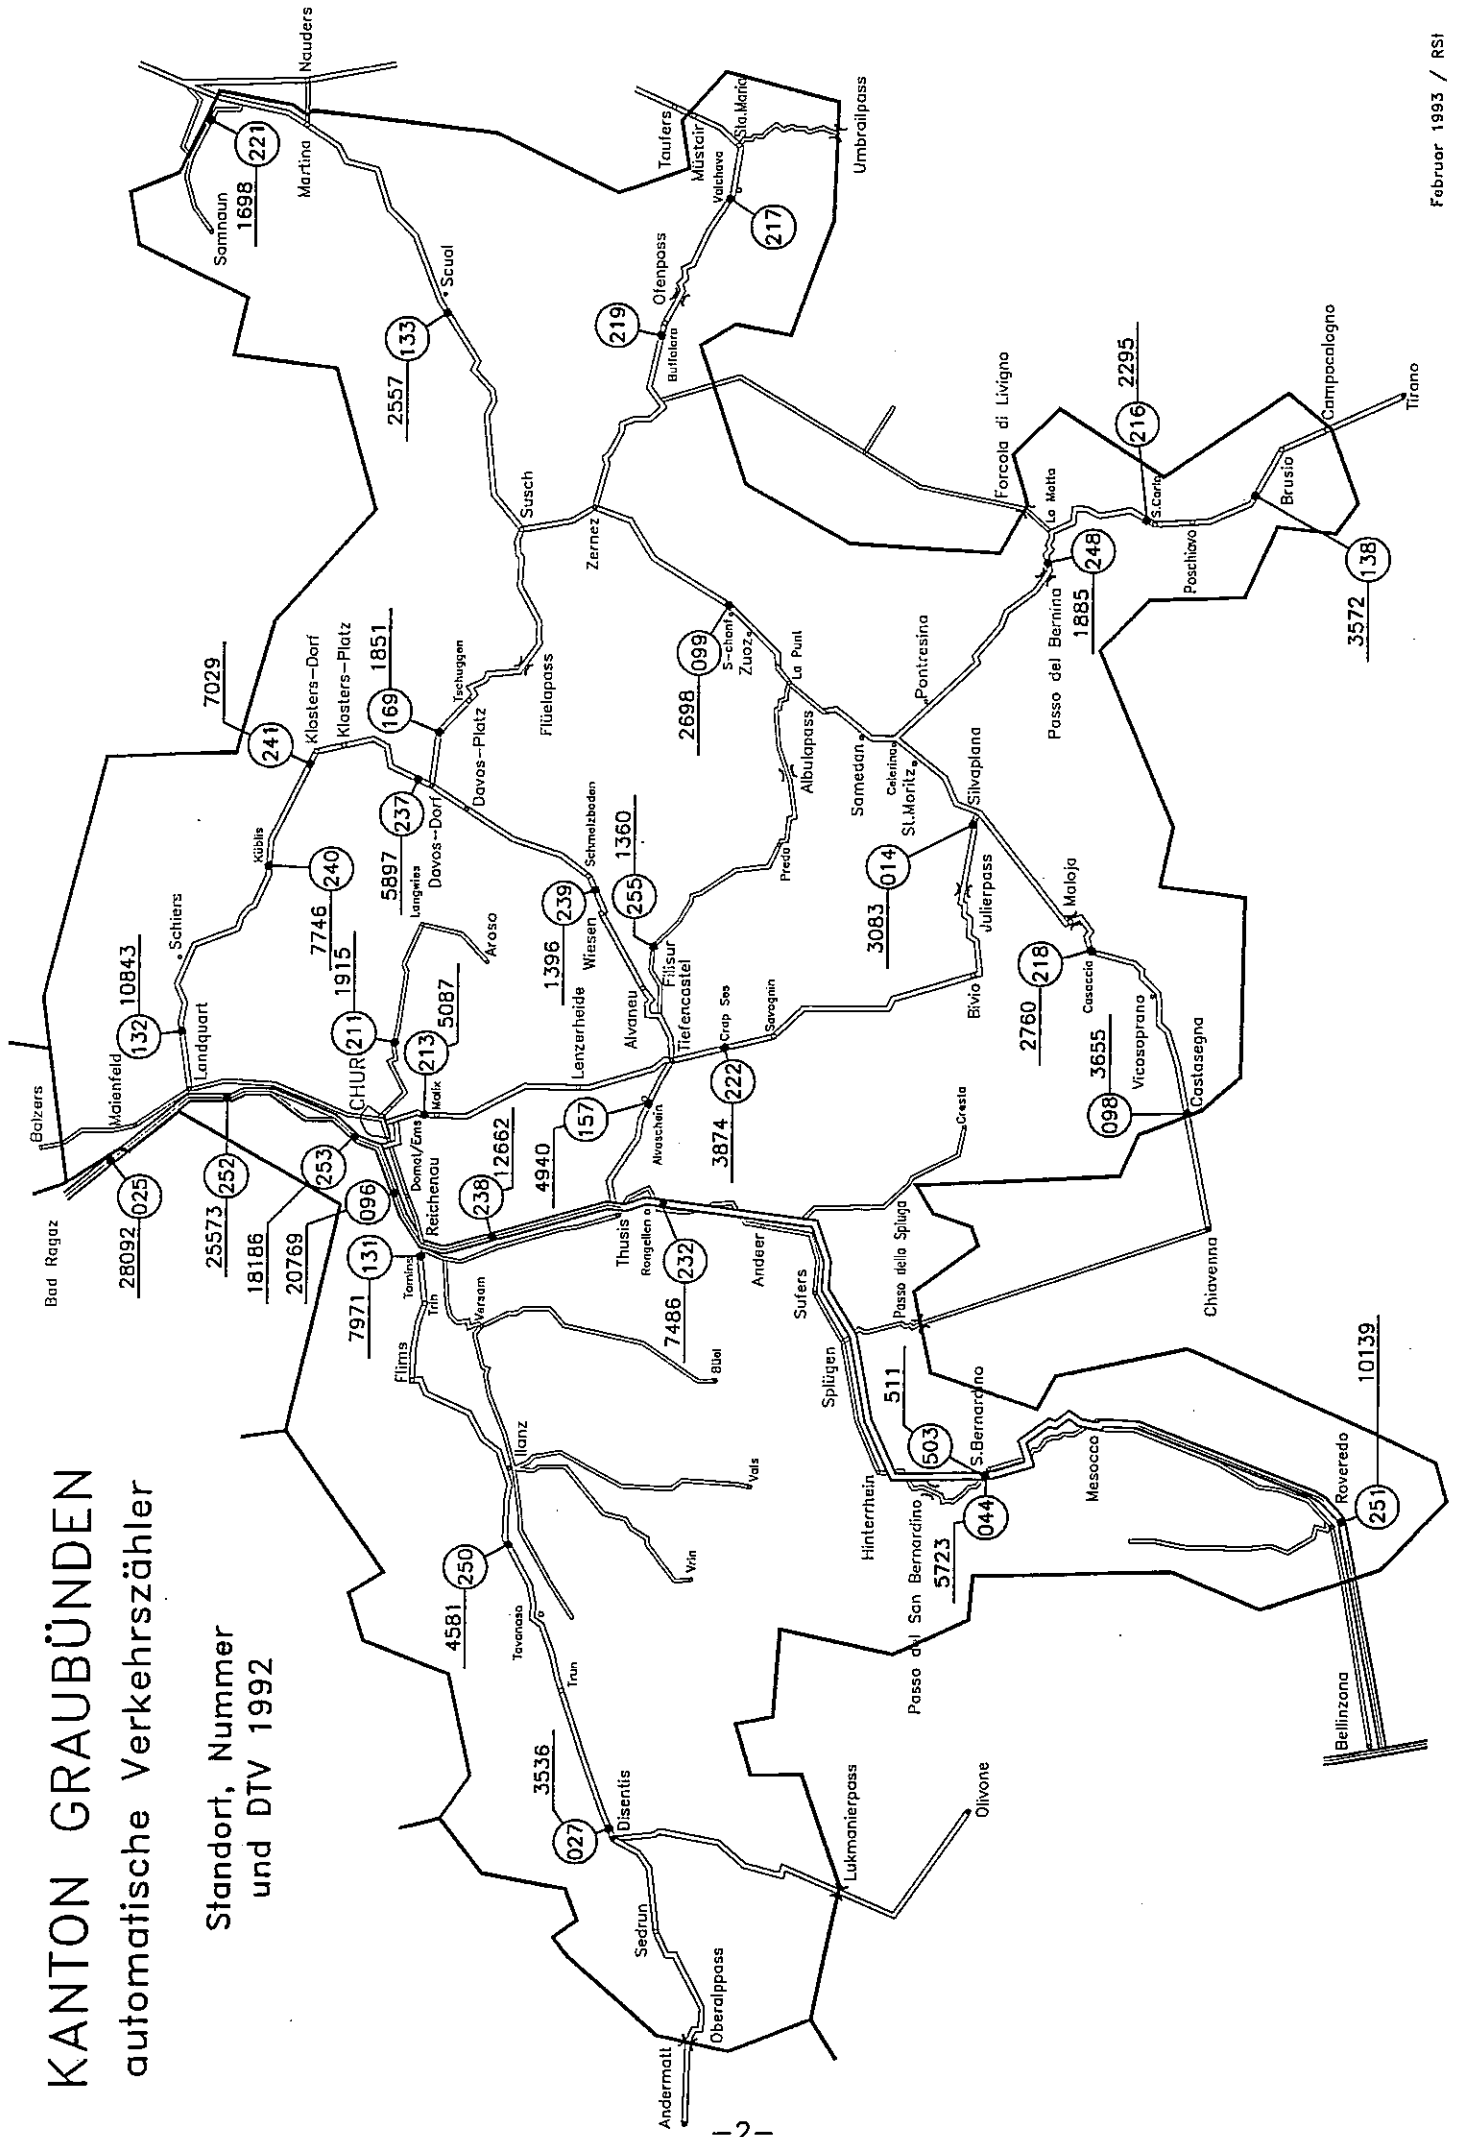 KANTON GRAUBÜNDEN
automatische Verkehrszähler
Standort, Nummer
und DTV 1992
Bad Ragaz
Balzers
Maienfeld
28092
025
25573
252
18186
253
20769
096
7971
131
132
10843
Landquart
Schiers
Küblis
240
7746
241
7029
Klosters-Dorf
Klosters-Platz
237
5897
Davos-Dorf
Davos-Platz
169
1851
Tschuggen
Flüelapass
Susch
133
2557
Scuol
Martina
Nauders
Samnaun
221
1698
CHUR
211
1915
Langwies
Arosa
213
5087
Malix
Domat/Ems
Reichenau
Tamins
Trin
Flims
Versam
Ilanz
Büel
Vals
Vrin
250
4581
Tavanasa
Trun
027
3536
Disentis
Sedrun
Oberalppass
Andermatt
Lukmanierpass
Olivone
238
12662
Thusis
Rongellen
232
7486
157
4940
Alvaschein
Lenzerheide
Tiefencastel
Alvaneu
Wiesen
Schmelzboden
239
1396
Filisur
255
1360
Preda
Albulapass
La Punt
222
3874
Crap Ses
Savognin
Bivio
Julierpass
014
3083
Silvaplana
St.Moritz
Celerina
Samedan
Pontresina
Zuoz
S-chanf
099
2698
Zernez
219
Buffalora
Ofenpass
217
Valchava
Sta.Maria
Müstair
Taufers
Umbrailpass
Forcola di Livigno
La Motta
248
1885
Passo del Bernina
216
2295
S.Carlo
Poschiavo
138
3572
Brusio
Campocologno
Tirano
Maloja
218
2760
Casaccia
Vicosoprano
098
3655
Castasegna
Chiavenna
Cresta
Andeer
Sufers
Splügen
Passo dello Spluga
Hinterrhein
Passo del San Bernardino
S.Bernardino
503
511
044
5723
Mesocco
251
10139
Roveredo
Bellinzona
Februar 1993 / RSt
-2-